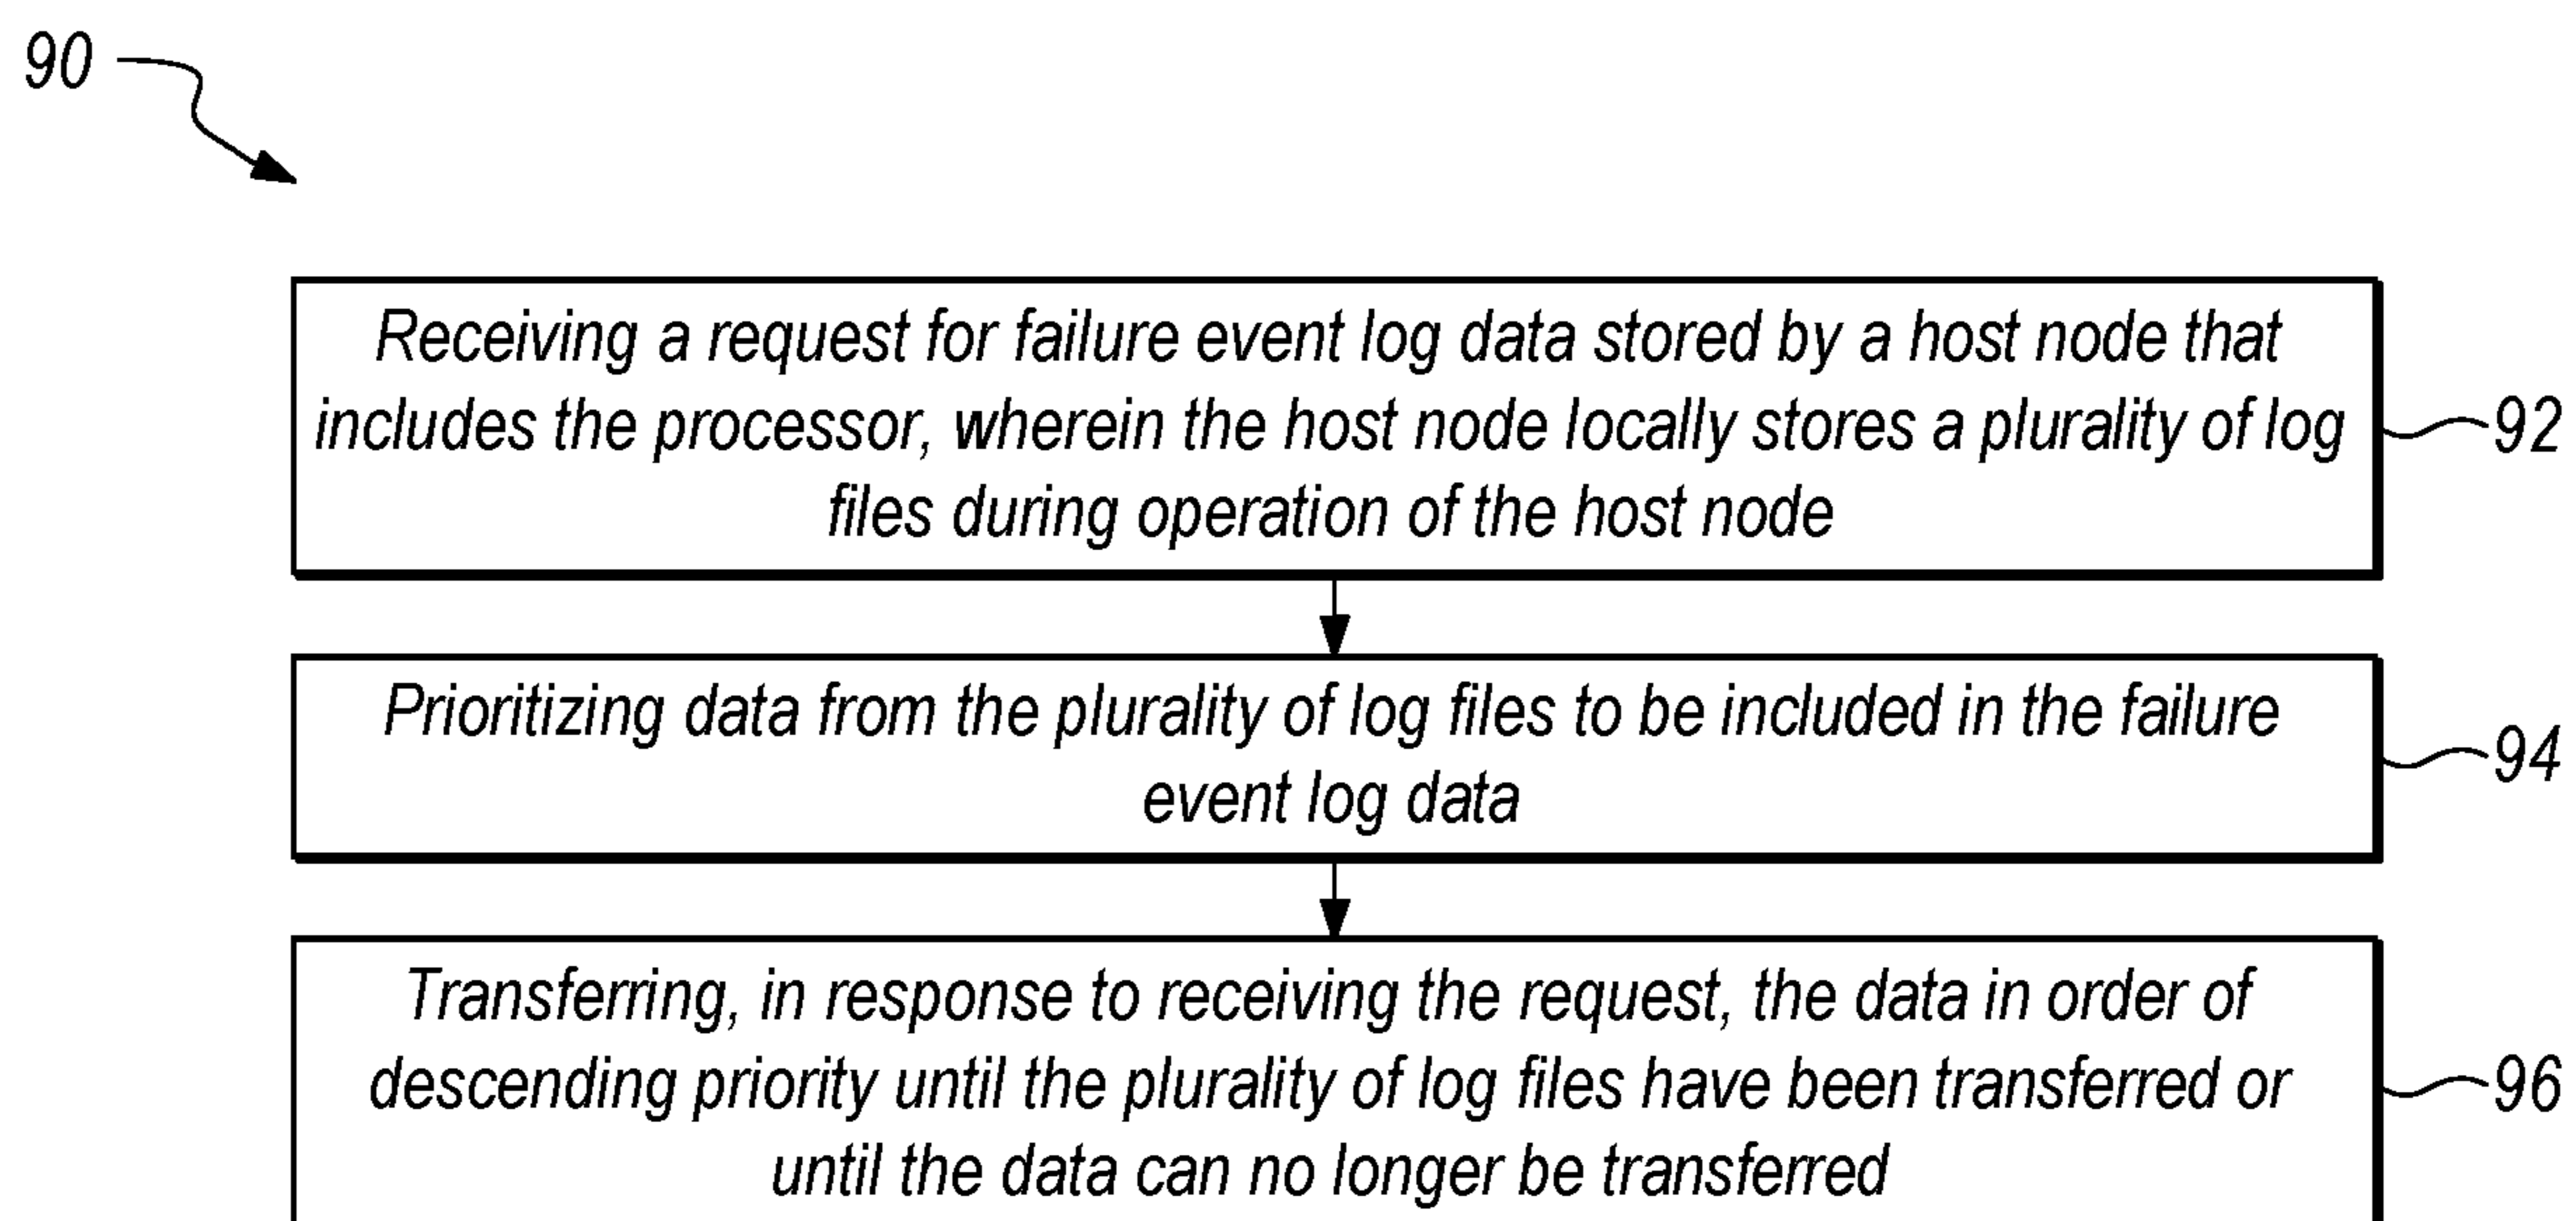 90
Receiving a request for failure event log data stored by a host node that
includes the processor, wherein the host node locally stores a plurality of log
files during operation of the host node
92
Prioritizing data from the plurality of log files to be included in the failure
event log data
94
Transferring, in response to receiving the request, the data in order of
descending priority until the plurality of log files have been transferred or
until the data can no longer be transferred
96